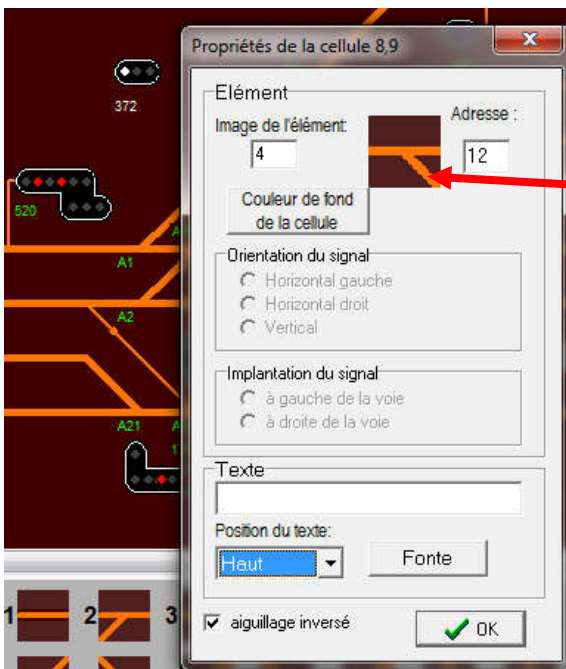 Propriétés de la cellule 8,9
372
520
A1
A2
A21
Elément
Image de l'élément:
Adresse :
4
12
Couleur de fond
de la cellule
Orientation du signal
Horizontal gauche
Horizontal droit
Vertical
Implantation du signal
à gauche de la voie
à droite de la voie
Texte
Position du texte:
Haut
Fonte
aiguillage inversé
OK
1
2
3